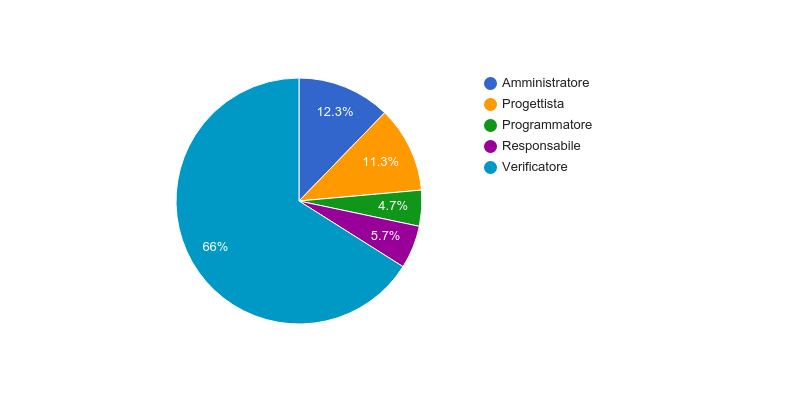 12.3%
11.3%
4.7%
5.7%
66%
Amministratore
Progettista
Programmatore
Responsabile
Verificatore